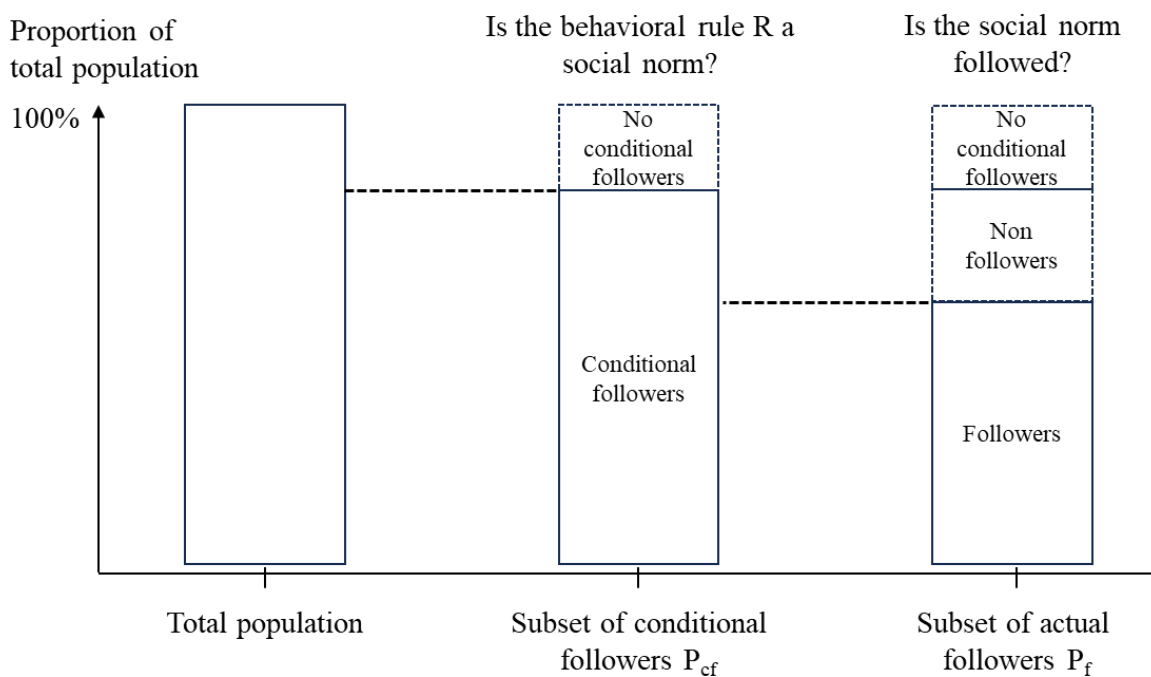 Proportion of
total population
100%
Is the behavioral rule R a
social norm?
Is the social norm
followed?
No
conditional
followers
Conditional
followers
No
conditional
followers
Non
followers
Followers
Total population
Subset of conditional
followers P_cf
Subset of actual
followers P_f